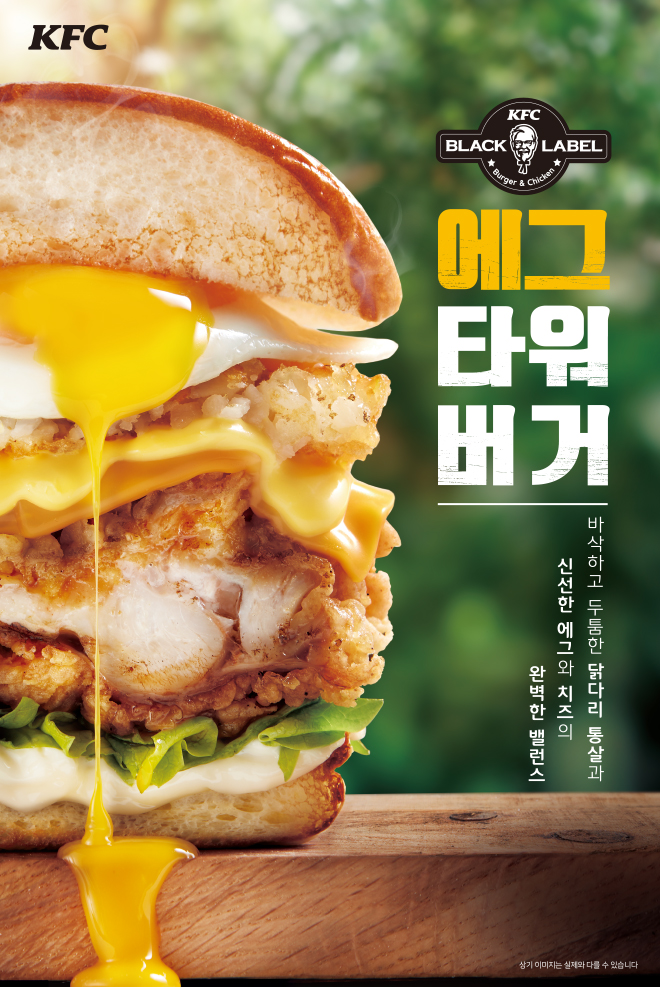 KFC
KFC
BLACK LABEL
Burger & Chicken
에그
타워
버거
바삭하고 두툼한 닭다리 통살과
신선한 에그와 치즈의
완벽한 밸런스
상기 이미지는 실제와 다를 수 있습니다